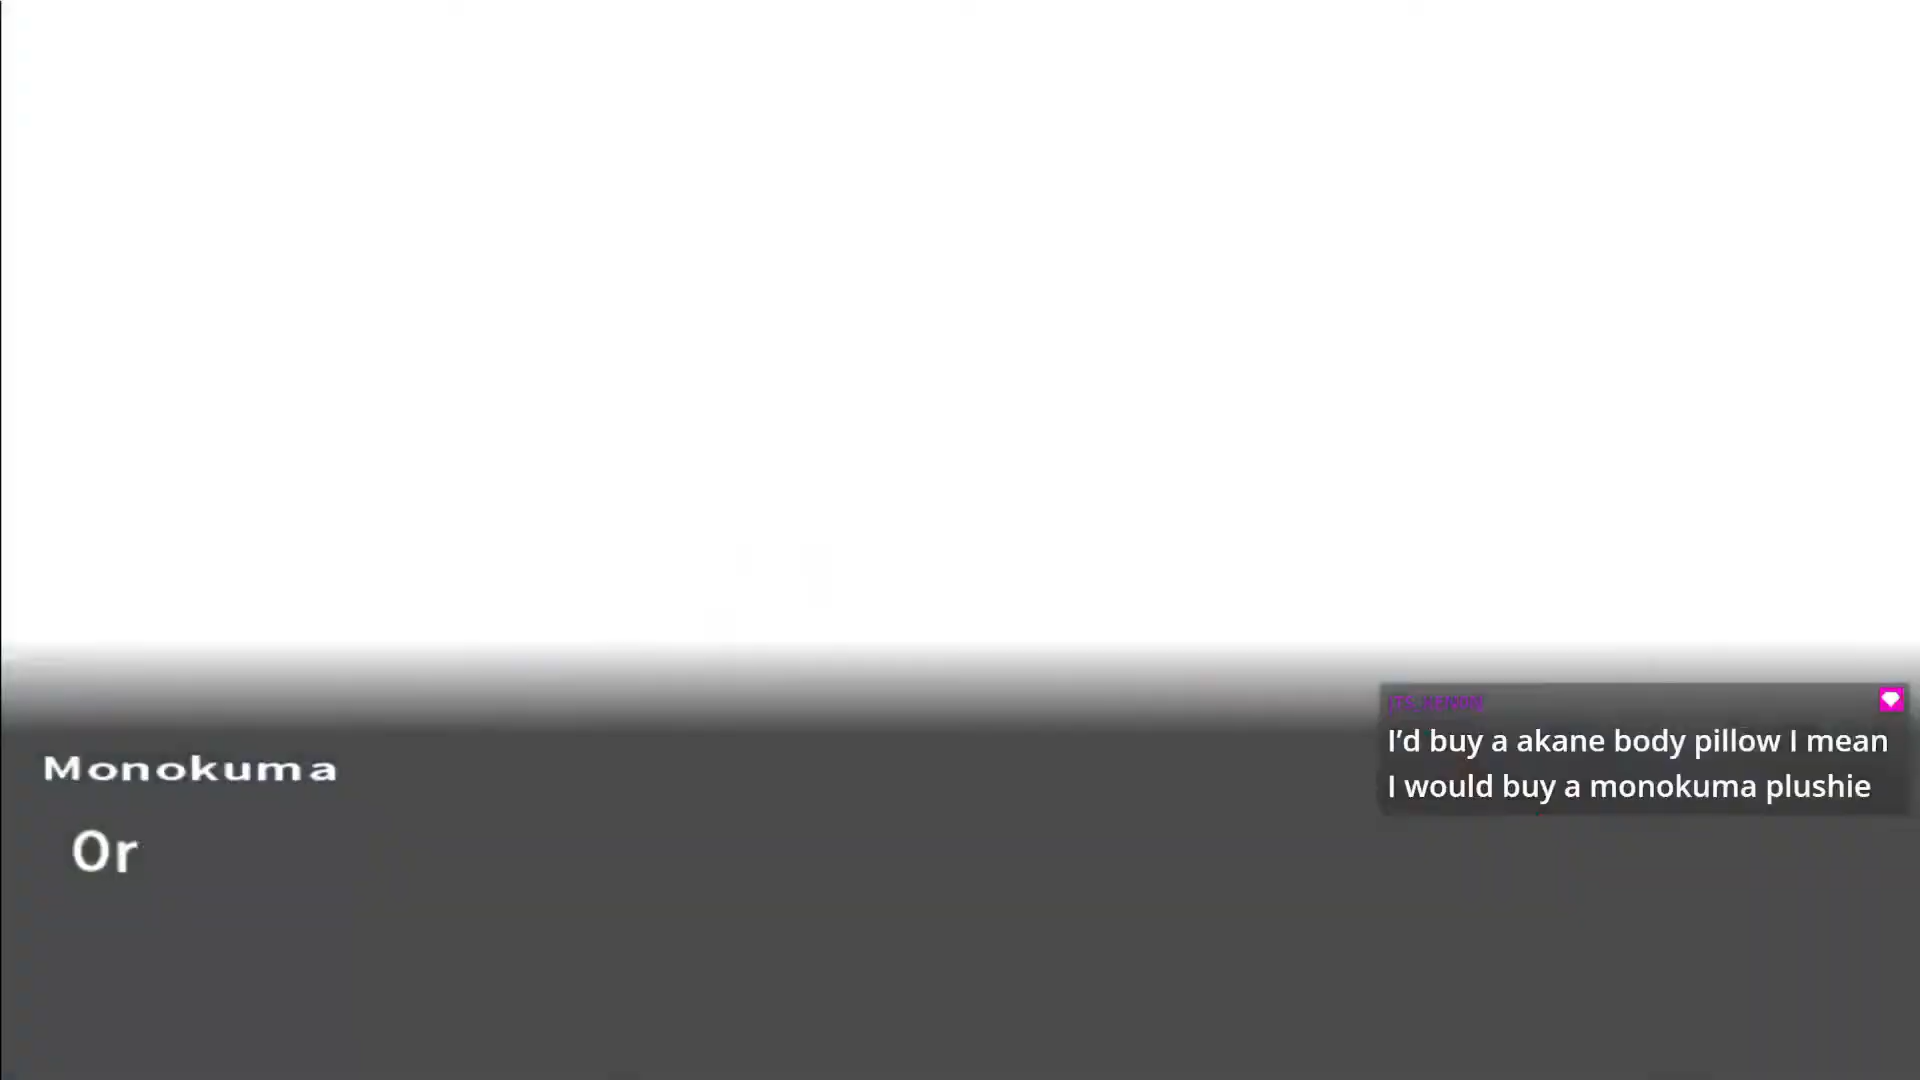 Monokuma
Or
I'd buy a akane body pillow I mean
I would buy a monokuma plushie